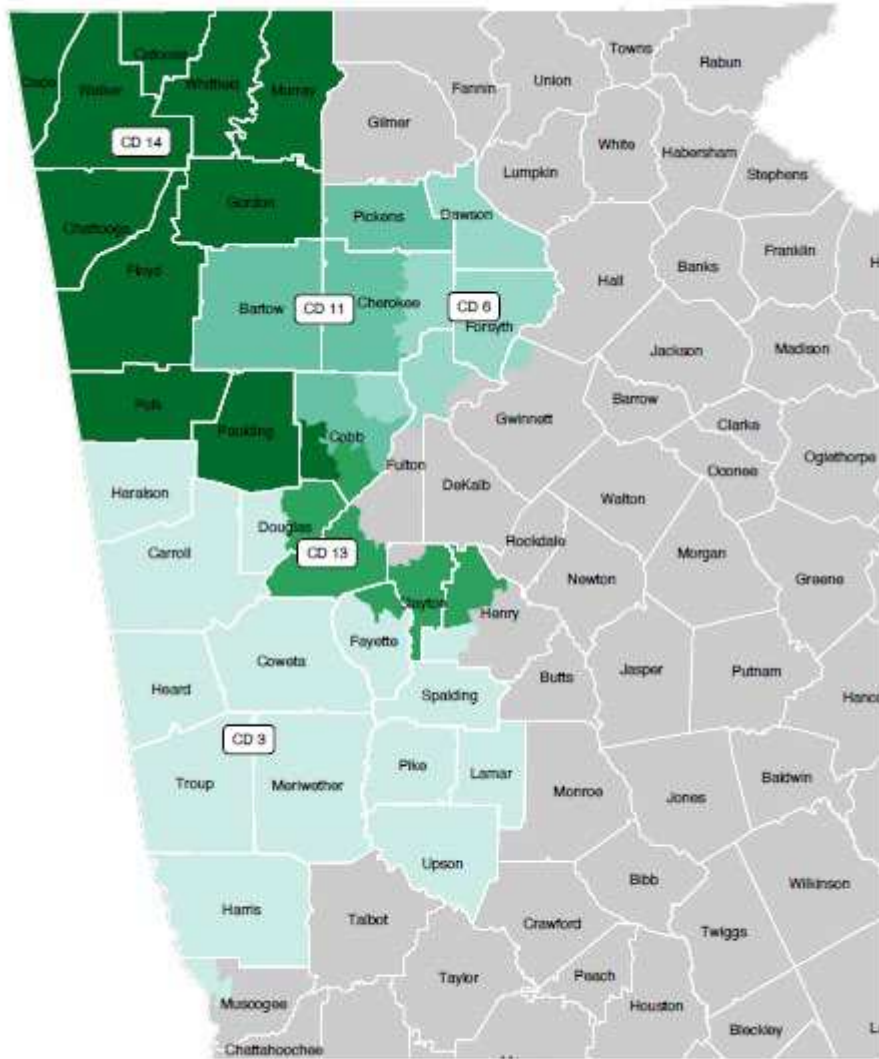 Towns
Rabun
Union
Fannin
Catoosa
Dade
Walker
Whitfield
Murray
Gilmer
White
CD 14
Habersham
Lumpkin
Stephens
Gordon
Pickens
Dawson
Chattooga
Franklin
Floyd
Hall
Banks
H
Bartow
CD 11
Cherokee
CD 6
Forsyth
Jackson
Madison
Polk
Barrow
Paulding
Gwinnett
Clarke
Cobb
Oglethorpe
Fulton
Oconee
Haralson
DeKalb
Walton
Douglas
Rockdale
Carroll
CD 13
Morgan
Newton
Greene
Clayton
Henry
Fayette
Coweta
Jasper
Putnam
Butts
Heard
Spalding
Hanco
CD 3
Pike
Lamar
Baldwin
Troup
Meriwether
Monroe
Jones
Upson
Bibb
Wilkinson
Harris
Talbot
Crawford
Twiggs
Peach
Taylor
Houston
Muscogee
Bleckley
L
Chattahoochee